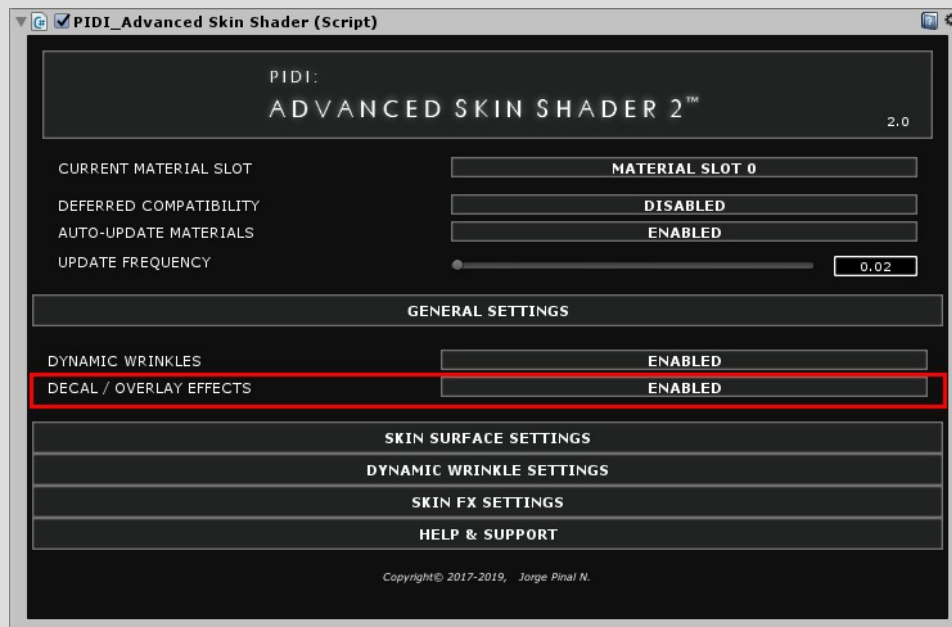 PIDI_Advanced Skin Shader (Script)
PIDI:
ADVANCED SKIN SHADER 2™
2.0
CURRENT MATERIAL SLOT MATERIAL SLOT 0
DEFERRED COMPATIBILITY DISABLED
AUTO-UPDATE MATERIALS ENABLED
UPDATE FREQUENCY 0.02
GENERAL SETTINGS
DYNAMIC WRINKLES ENABLED
DECAL / OVERLAY EFFECTS ENABLED
SKIN SURFACE SETTINGS
DYNAMIC WRINKLE SETTINGS
SKIN FX SETTINGS
HELP & SUPPORT
Copyright© 2017-2019, Jorge Pinal N.